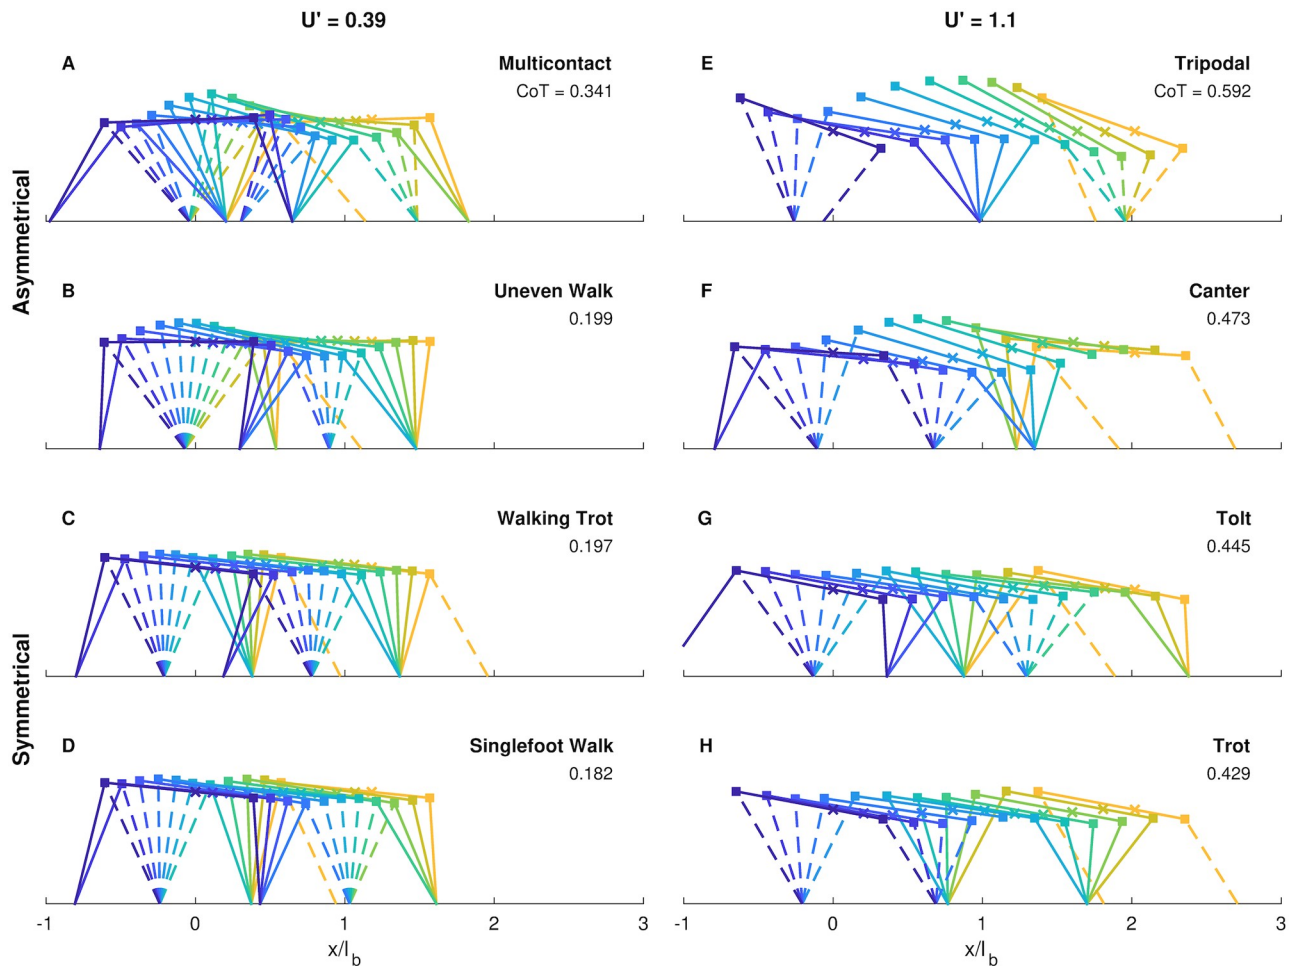 U' = 0.39
U' = 1.1
A
Multicontact
CoT = 0.341
E
Tripodal
CoT = 0.592
Asymmetrical
B
Uneven Walk
0.199
F
Canter
0.473
C
Walking Trot
0.197
G
Tolt
0.445
Symmetrical
D
Singlefoot Walk
0.182
H
Trot
0.429
-1 0 1 2 3
-1 0 1 2 3
x/l_b
x/l_b